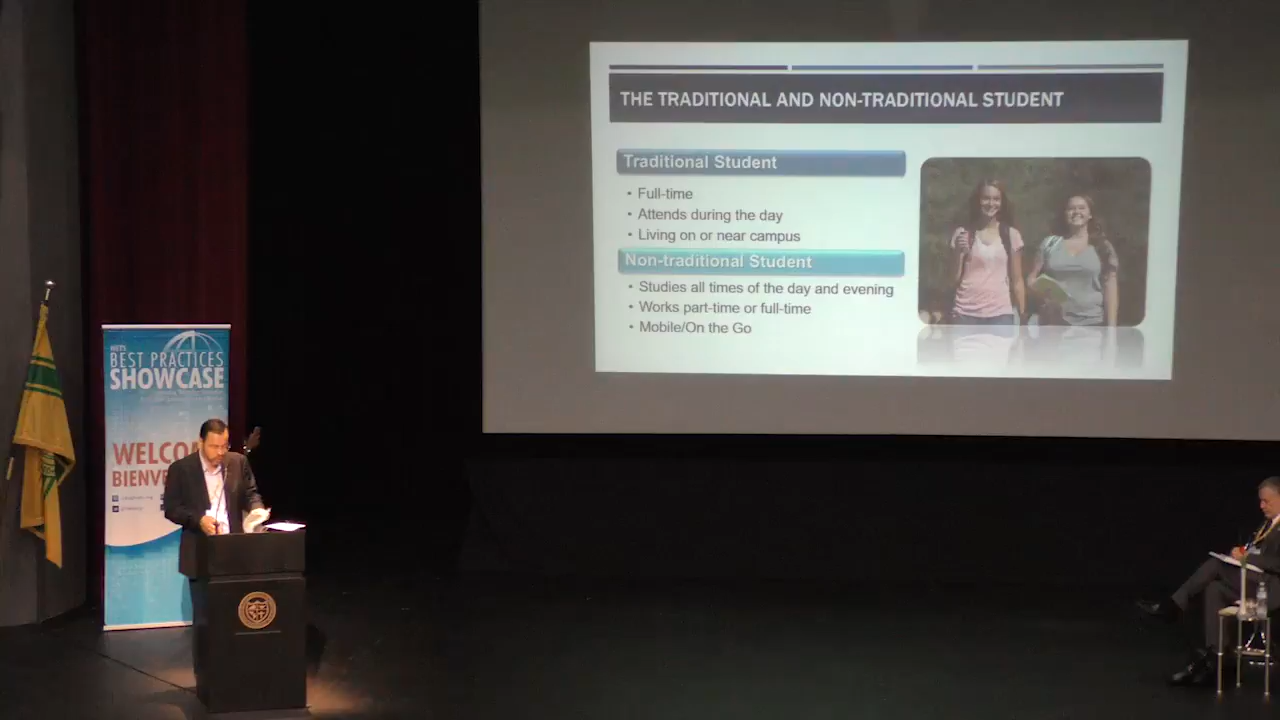 THE TRADITIONAL AND NON-TRADITIONAL STUDENT
Traditional Student
• Full-time
• Attends during the day
• Living on or near campus
Non-traditional Student
• Studies all times of the day and evening
• Works part-time or full-time
• Mobile/On the Go
HETS
BEST PRACTICES
SHOWCASE
WELCO
BIENVE